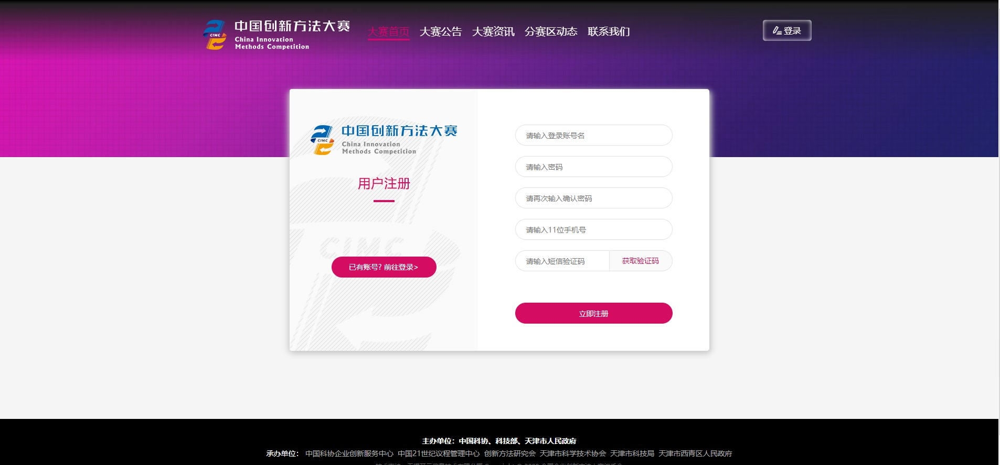 中国创新方法大赛
China Innovation
Methods Competition
CIMC
大赛首页 大赛公告 大赛资讯 分赛区动态 联系我们
登录
中国创新方法大赛
China Innovation
Methods Competition
CIMC
用户注册
CIMC
已有账号? 前往登录>
请输入登录账号名
请输入密码
请再次输入确认密码
请输入11位手机号
请输入短信验证码 获取验证码
立即注册
主办单位：中国科协、科技部、天津市人民政府
承办单位： 中国科协企业创新服务中心 中国21世纪议程管理中心 创新方法研究会 天津市科学技术协会 天津市科技局 天津市西青区人民政府